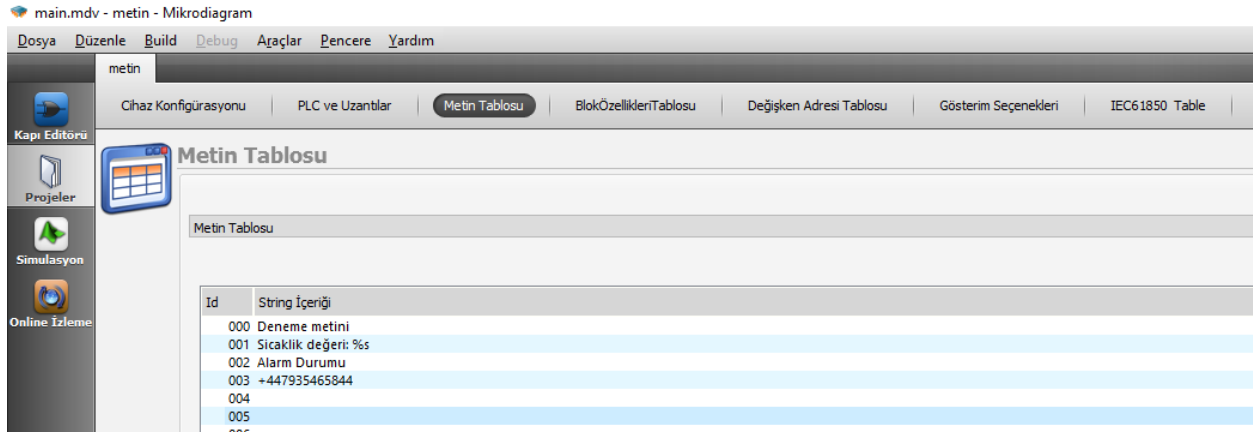 main.mdv - metin - Mikrodiagram
Dosya Düzenle Build Debug Araçlar Pencere Yardım
metin
Cihaz Konfigürasyonu PLC ve Uzantılar Metin Tablosu BlokÖzellikleriTablosu Değişken Adresi Tablosu Gösterim Seçenekleri IEC61850 Table
Kapı Editörü
Metin Tablosu
Projeler
Metin Tablosu
Simulasyon
Id String İçeriği
Online İzleme
000 Deneme metini
001 Sicaklik değeri: %s
002 Alarm Durumu
003 +447935465844
004
005